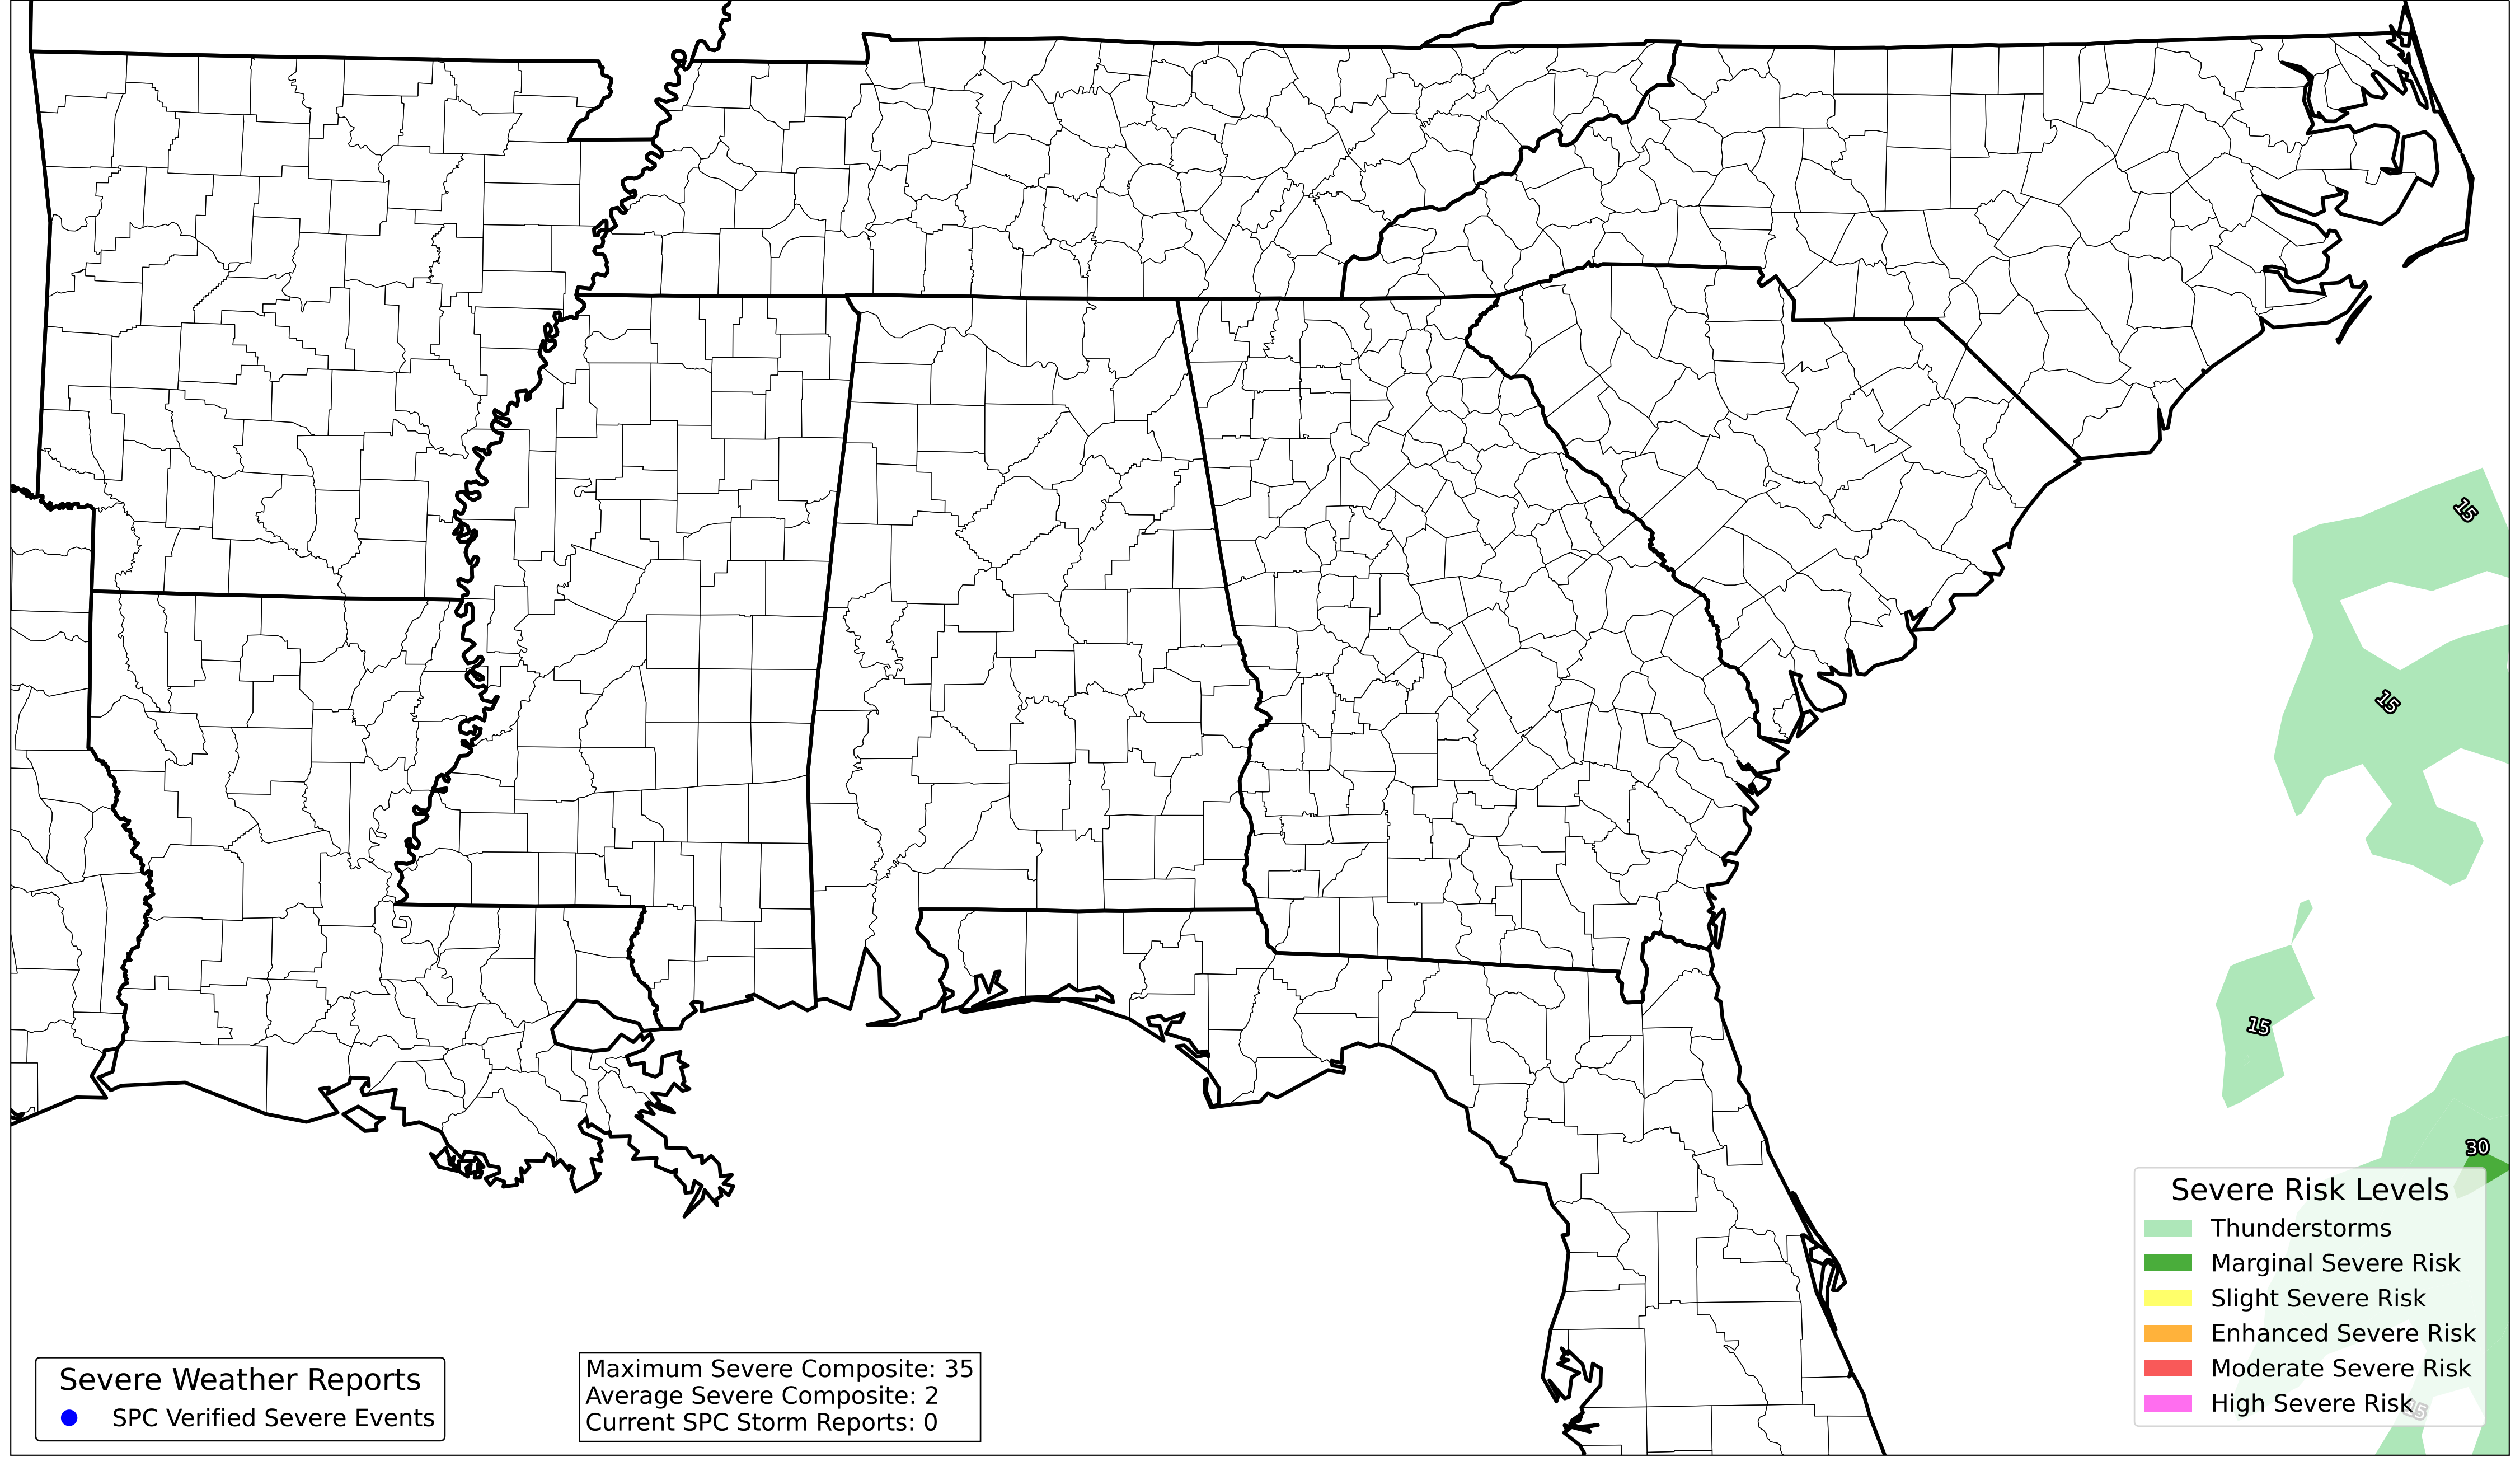 15
15
15
30
Severe Risk Levels
Thunderstorms
Marginal Severe Risk
Slight Severe Risk
Enhanced Severe Risk
Moderate Severe Risk
High Severe Risk
15
Severe Weather Reports
SPC Verified Severe Events
Maximum Severe Composite: 35
Average Severe Composite: 2
Current SPC Storm Reports: 0